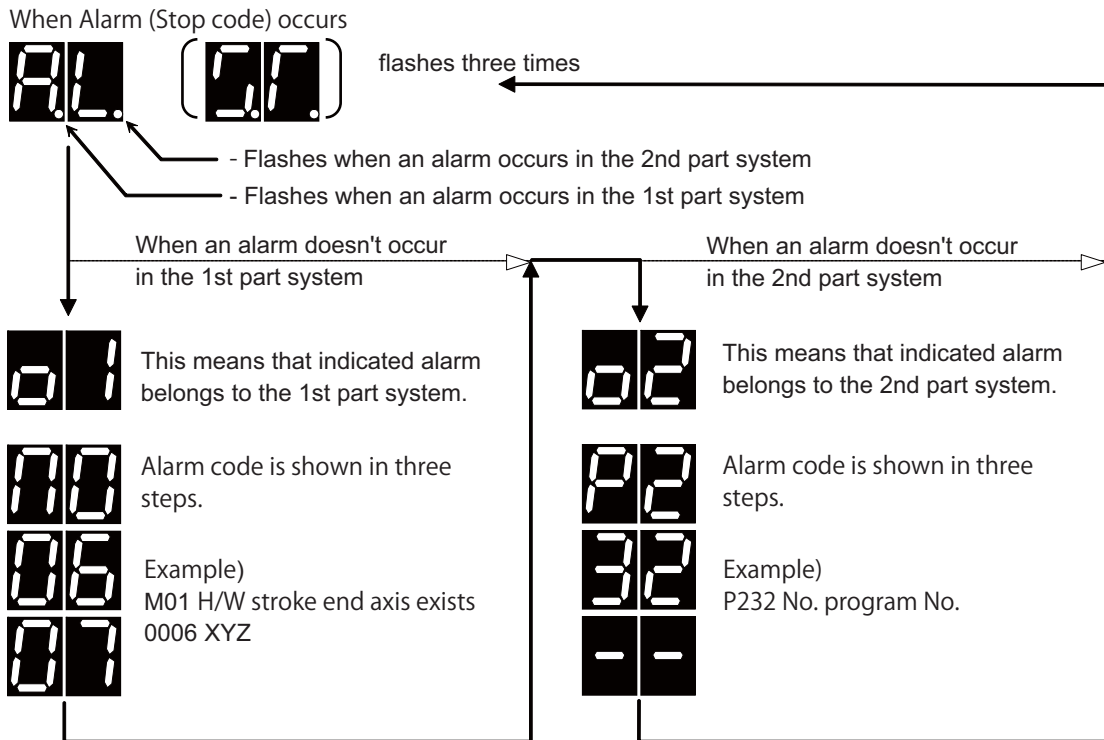 When Alarm (Stop code) occurs
AL.
flashes three times
- Flashes when an alarm occurs in the 2nd part system
- Flashes when an alarm occurs in the 1st part system
When an alarm doesn't occur
in the 1st part system
When an alarm doesn't occur
in the 2nd part system
o1
This means that indicated alarm
belongs to the 1st part system.
o2
This means that indicated alarm
belongs to the 2nd part system.
Alarm code is shown in three
steps.
06
07
Example)
M01 H/W stroke end axis exists
0006 XYZ
P2
32
- -
Alarm code is shown in three
steps.
Example)
P232 No. program No.